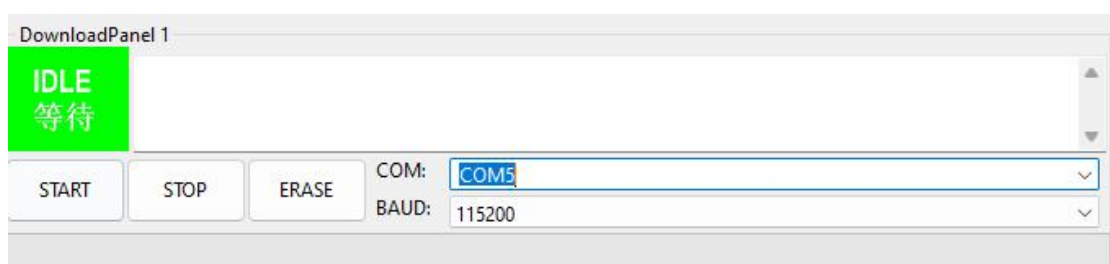 DownloadPanel 1
IDLE
等待
START STOP ERASE
COM: COM5
BAUD: 115200